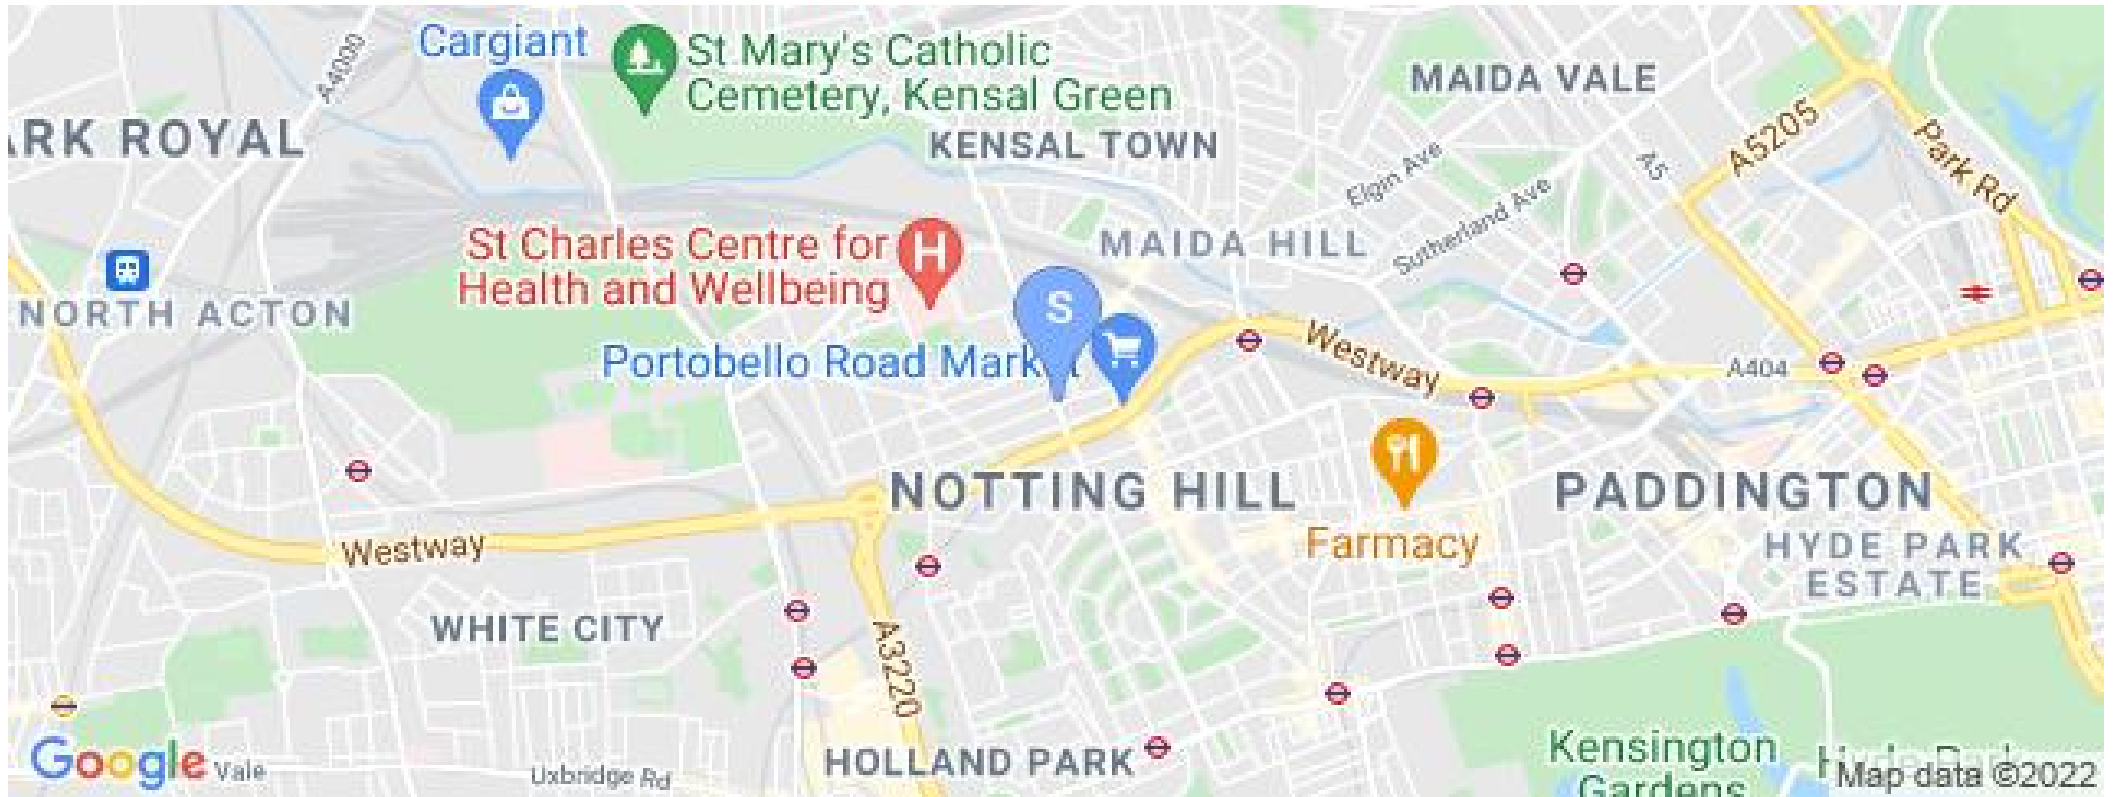 Cargiant
St Mary's Catholic
Cemetery, Kensal Green
A4000
MAIDA VALE
ARK ROYAL
KENSAL TOWN
A5205
Park Rd
A5
Elgin Ave
Sutherland Ave
St Charles Centre for
Health and Wellbeing
H
MAIDA HILL
NORTH ACTON
S
Portobello Road Market
Westway
A404
NOTTING HILL
PADDINGTON
Farmacy
HYDE PARK
ESTATE
Westway
WHITE CITY
A3220
HOLLAND PARK
Kensington
Gardens
Google
Vale
Uxbridge Rd
Map data ©2022